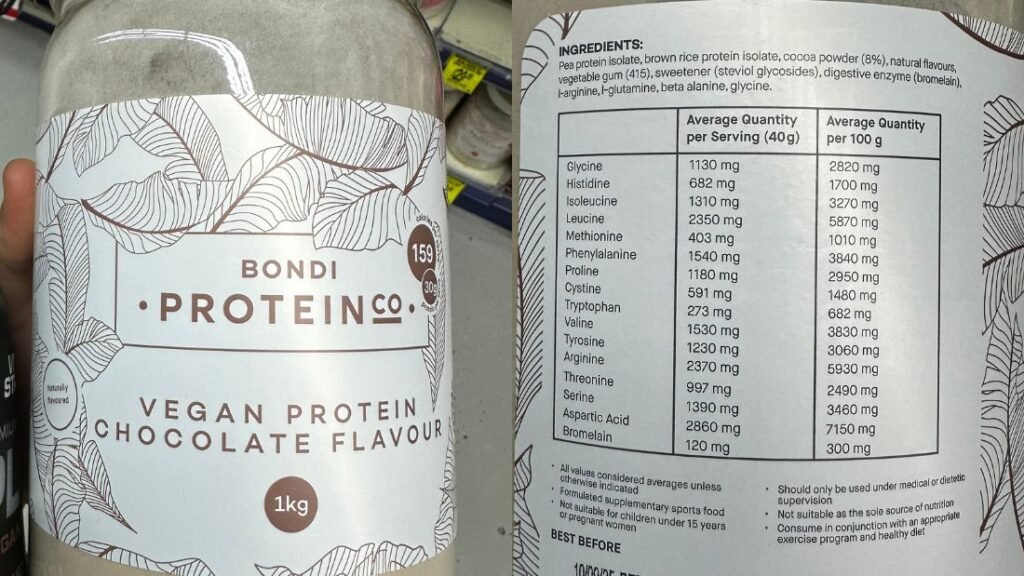 159
30g
BONDI
• PROTEIN CO •
Naturally
flavoured
VEGAN PROTEIN
CHOCOLATE FLAVOUR
1kg
INGREDIENTS:
Pea protein isolate, brown rice protein isolate, cocoa powder (8%), natural flavours,
vegetable gum (415), sweetener (steviol glycosides), digestive enzyme (bromelain),
l-arginine, l-glutamine, beta alanine, glycine.
Average Quantity per Serving (40g) Average Quantity per 100 g
Glycine 1130 mg 2820 mg
Histidine 682 mg 1700 mg
Isoleucine 1310 mg 3270 mg
Leucine 2350 mg 5870 mg
Methionine 403 mg 1010 mg
Phenylalanine 1540 mg 3840 mg
Proline 1180 mg 2950 mg
Cystine 591 mg 1480 mg
Tryptophan 273 mg 682 mg
Valine 1530 mg 3830 mg
Tyrosine 1230 mg 3060 mg
Arginine 2370 mg 5930 mg
Threonine 997 mg 2490 mg
Serine 1390 mg 3460 mg
Aspartic Acid 2860 mg 7150 mg
Bromelain 120 mg 300 mg
• All values considered averages unless
otherwise indicated
• Formulated supplementary sports food
• Not suitable for children under 15 years
or pregnant women
• Should only be used under medical or dietetic
supervision
• Not suitable as the sole source of nutrition
• Consume in conjunction with an appropriate
exercise program and healthy diet
BEST BEFORE